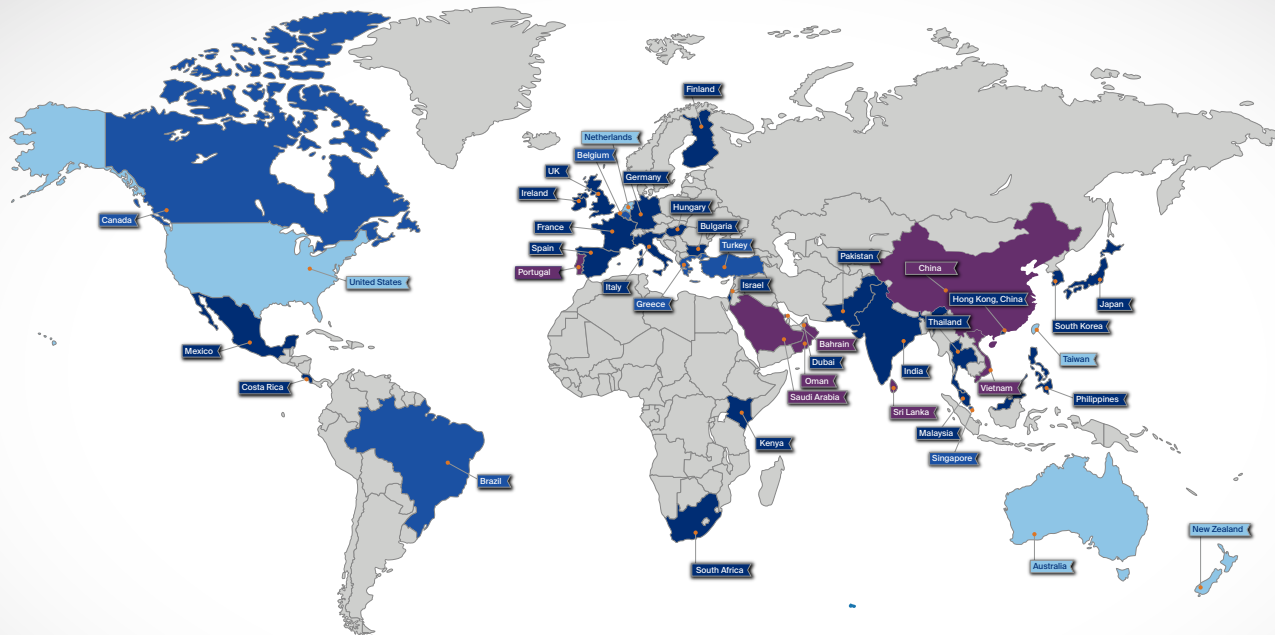 Finland
Netherlands
Belgium
UK
Germany
Ireland
Hungary
Canada
France
Bulgaria
Spain
Turkey
Pakistan
Portugal
China
United States
Italy
Israel
Hong Kong, China
Greece
Japan
Thailand
South Korea
Mexico
Bahrain
Taiwan
Dubai
India
Costa Rica
Oman
Vietnam
Saudi Arabia
Philippines
Sri Lanka
Malaysia
Kenya
Singapore
Brazil
New Zealand
Australia
South Africa